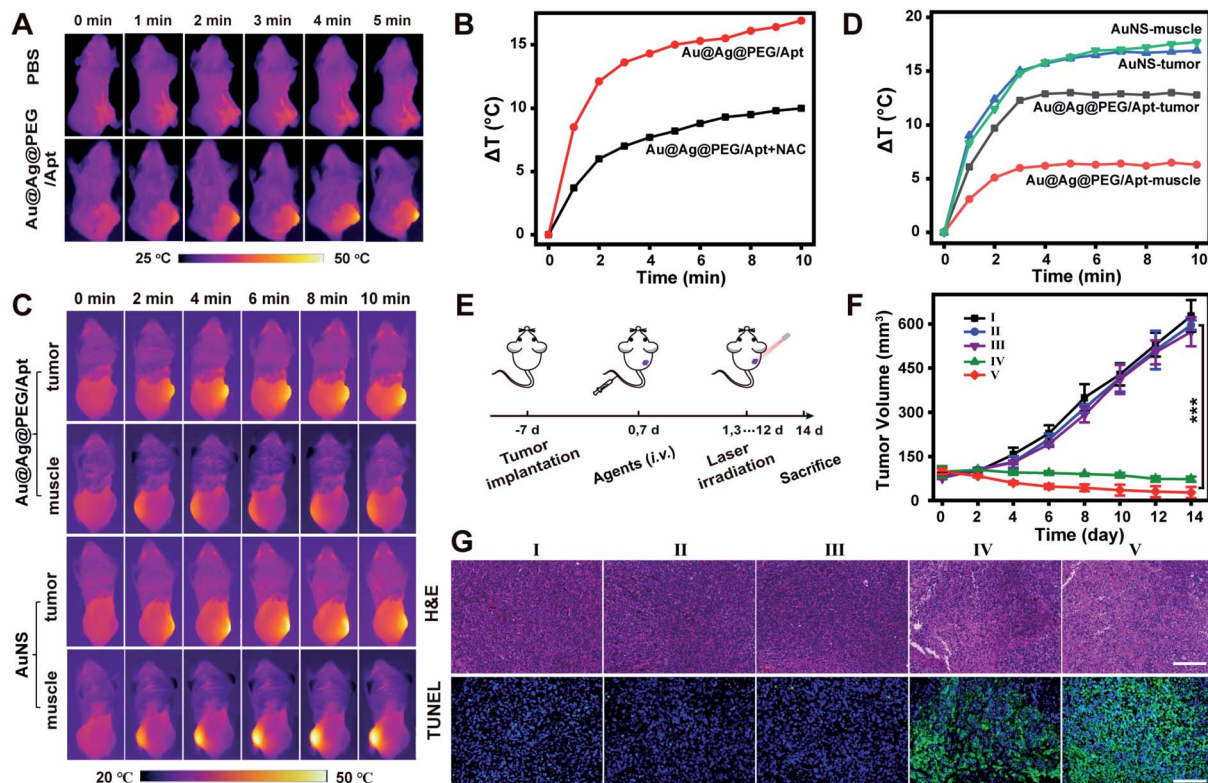 A
0 min 1 min 2 min 3 min 4 min 5 min
PBS
Au@Ag@PEG
/Apt
25 °C 50 °C
B
ΔT (°C)
15
10
5
0
Au@Ag@PEG/Apt
Au@Ag@PEG/Apt+NAC
0 2 4 6 8 10
Time (min)
D
ΔT (°C)
20
15
10
5
0
AuNS-muscle
AuNS-tumor
Au@Ag@PEG/Apt-tumor
Au@Ag@PEG/Apt-muscle
0 2 4 6 8 10
Time (min)
C
0 min 2 min 4 min 6 min 8 min 10 min
Au@Ag@PEG/Apt
tumor
muscle
AuNS
tumor
muscle
20 °C 50 °C
E
-7 d 0,7 d 1,3···12 d 14 d
Tumor
implantation
Agents (i.v.)
Laser
irradiation
Sacrifice
F
Tumor Volume (mm³)
600
450
300
150
0
I
II
III
IV
V
***
0 2 4 6 8 10 12 14
Time (day)
G
I II III IV V
H&E
TUNEL